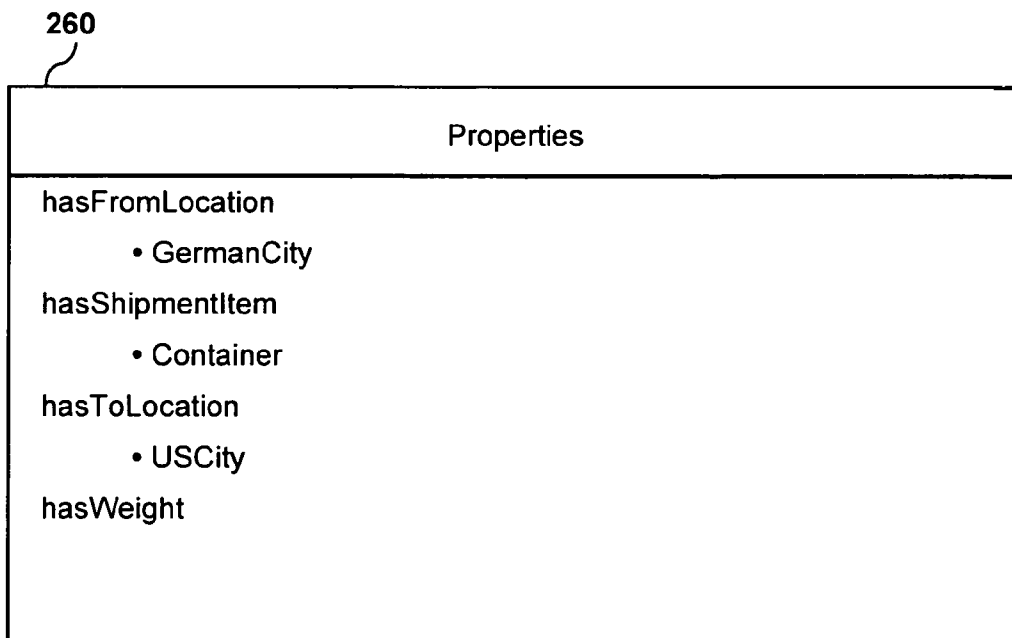 260
Properties
hasFromLocation
• GermanCity
hasShipmentItem
• Container
hasToLocation
• USCity
hasWeight